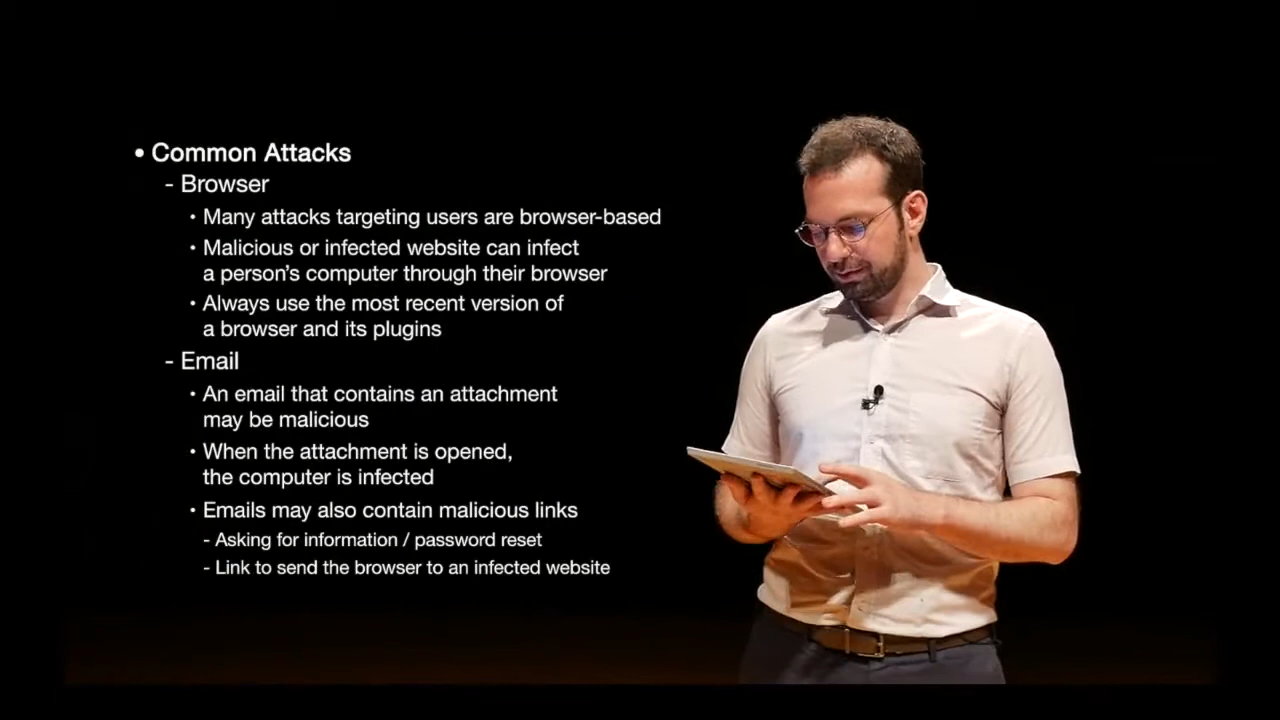 • Common Attacks
- Browser
• Many attacks targeting users are browser-based
• Malicious or infected website can infect
a person’s computer through their browser
• Always use the most recent version of
a browser and its plugins
- Email
• An email that contains an attachment
may be malicious
• When the attachment is opened,
the computer is infected
• Emails may also contain malicious links
- Asking for information / password reset
- Link to send the browser to an infected website